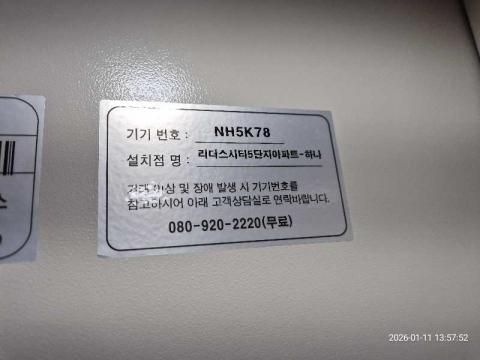 기기 번호 : NH5K78
설치점 명 : 리더스시티5단지아파트-하나
거래 이상 및 장애 발생 시 기기번호를
참고하시어 아래 고객상담실로 연락바랍니다.
080-920-2220(무료)
2026-01-11 13:57:52